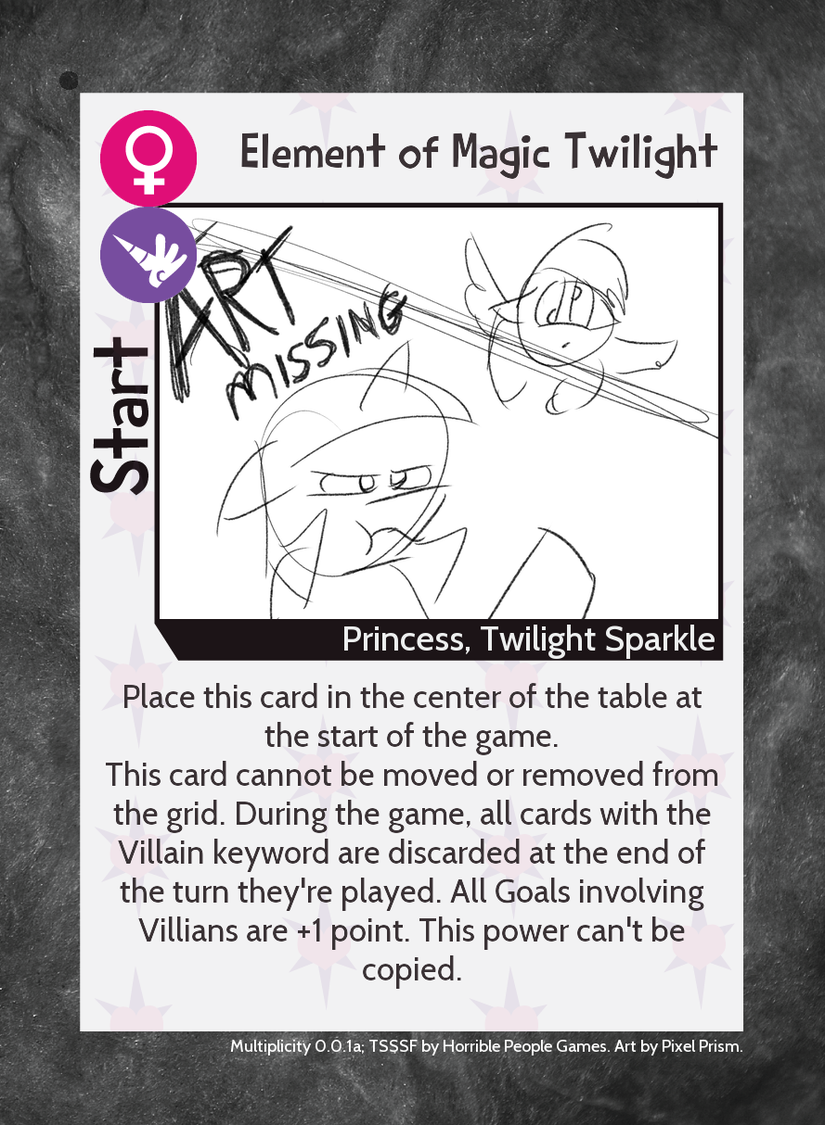 Element of Magic Twilight
ART
MISSING
Start
Princess, Twilight Sparkle
Place this card in the center of the table at
the start of the game.
This card cannot be moved or removed from
the grid. During the game, all cards with the
Villain keyword are discarded at the end of
the turn they're played. All Goals involving
Villians are +1 point. This power can't be
copied.
Multiplicity 0.0.1a; TSSSF by Horrible People Games. Art by Pixel Prism.